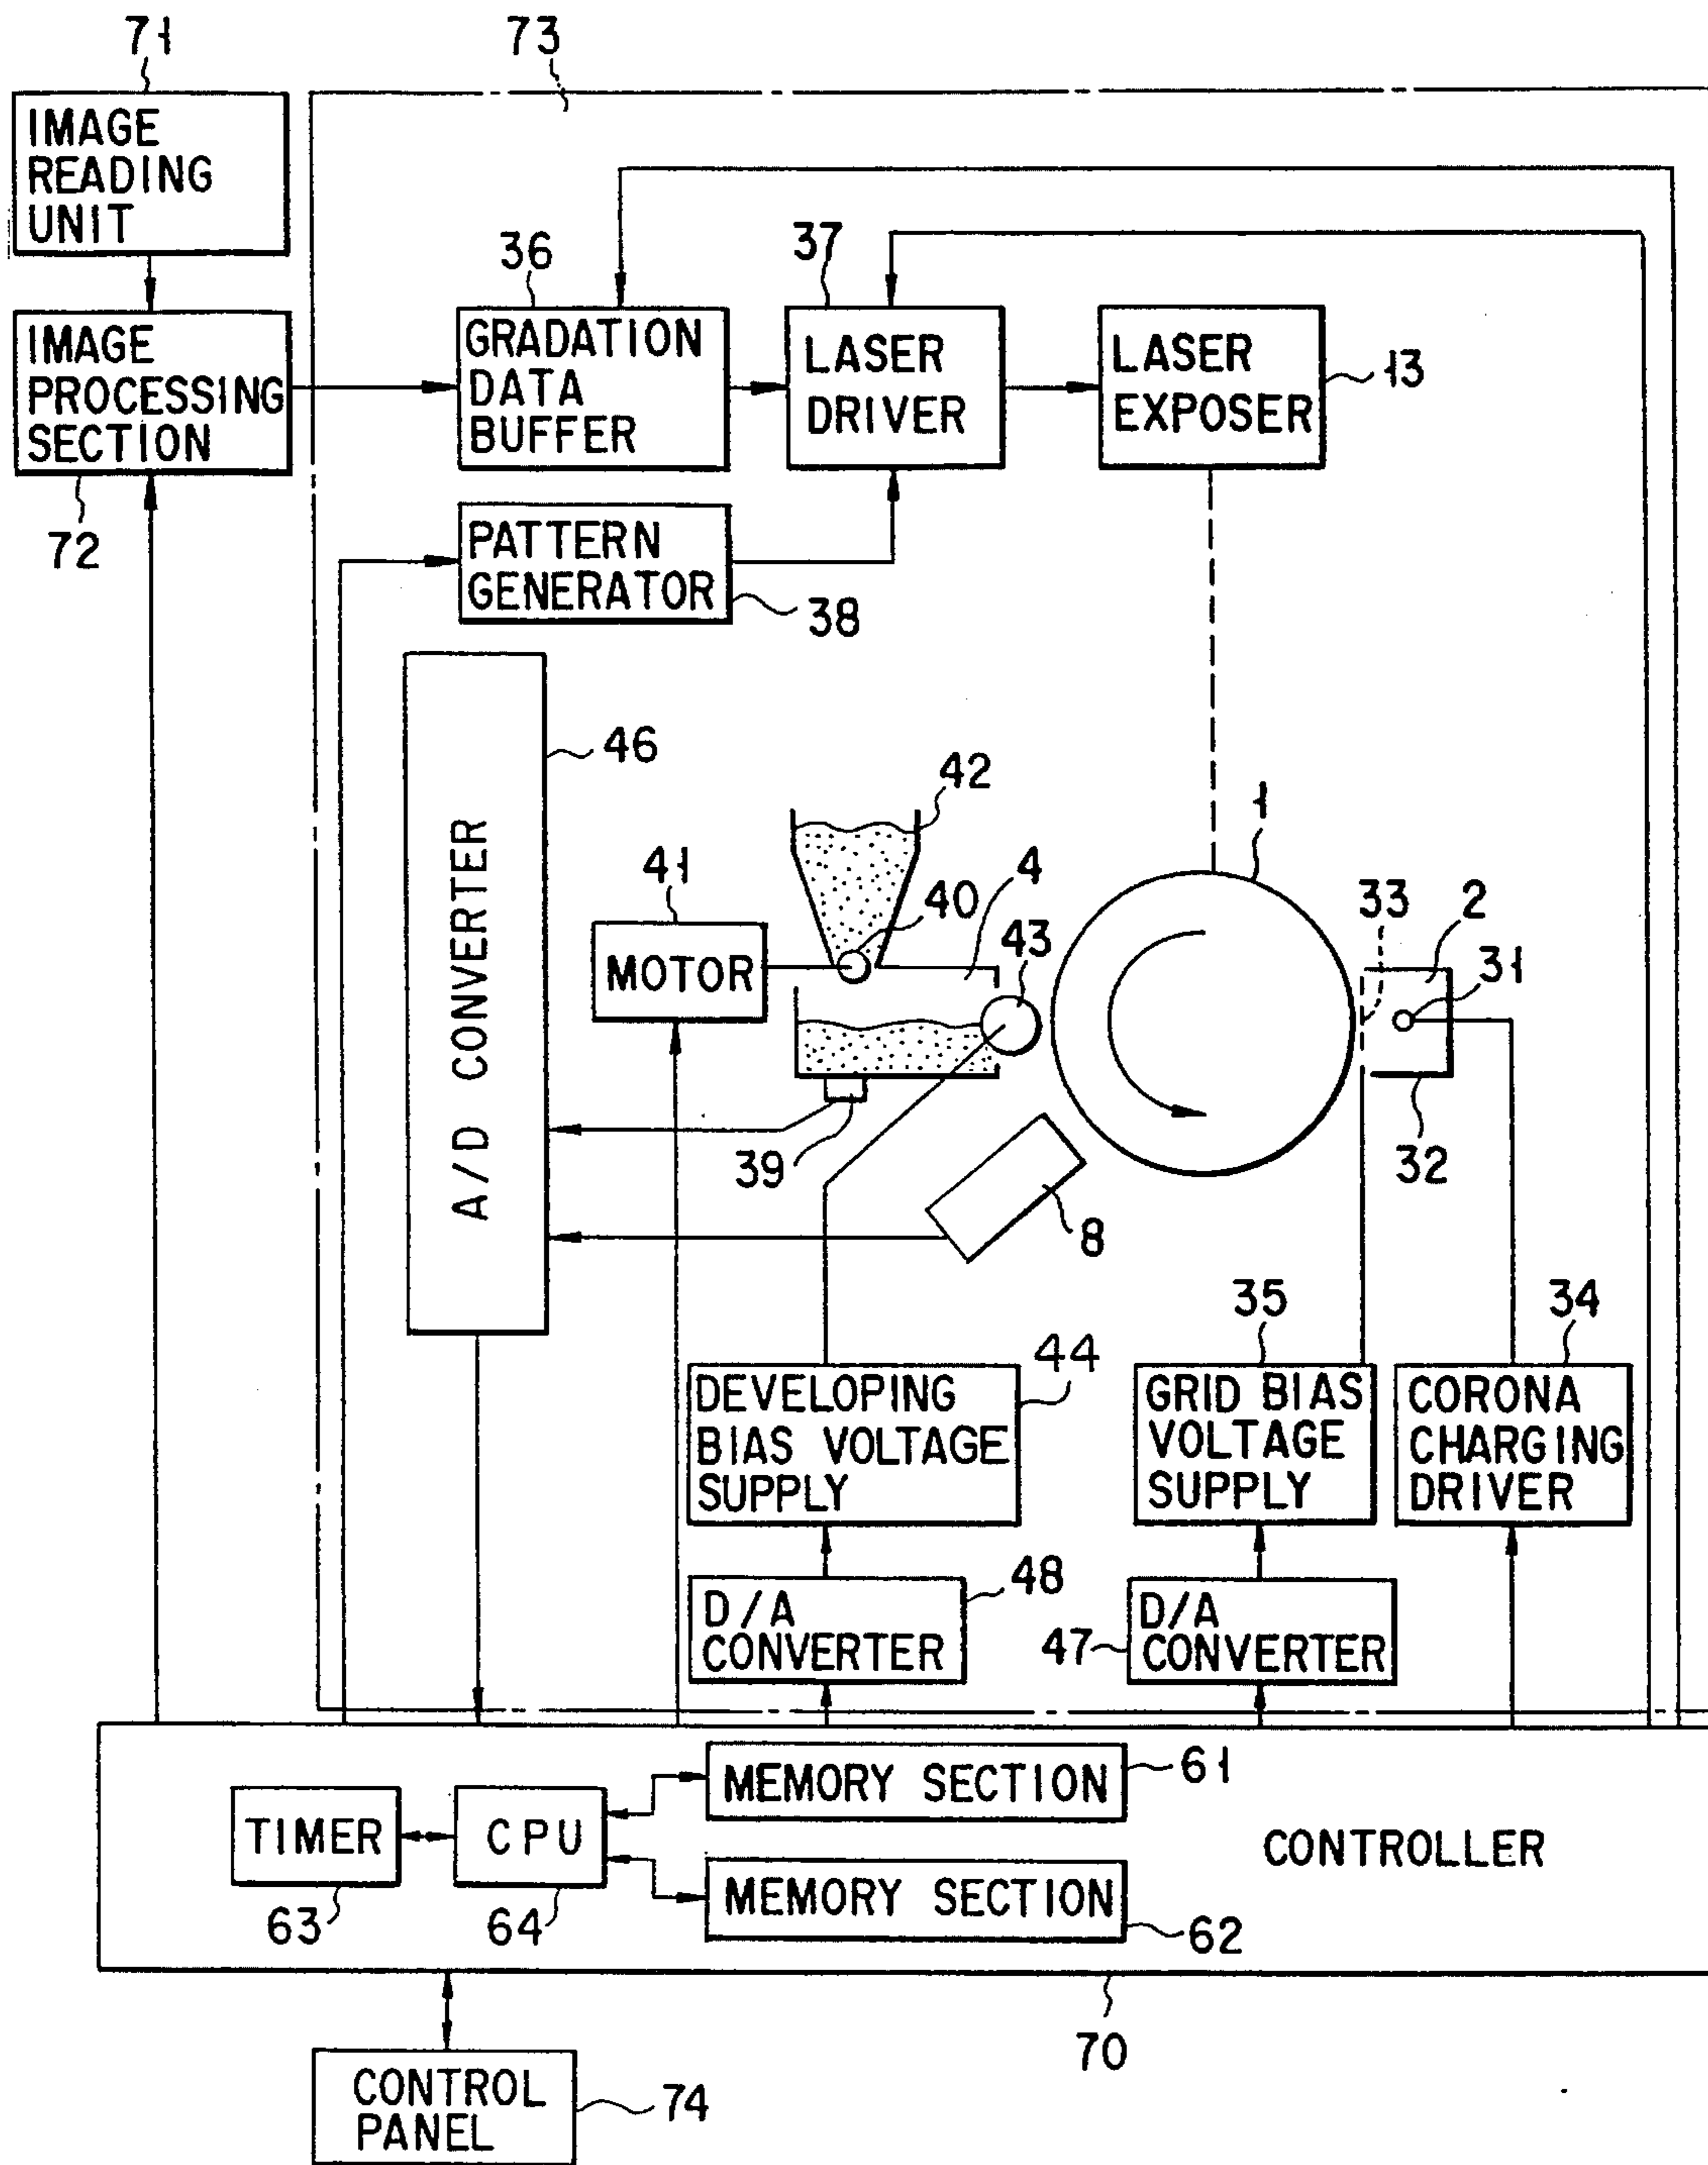 71
73
IMAGE
READING
UNIT
36
37
IMAGE
PROCESSING
SECTION
GRADATION
DATA
BUFFER
LASER
DRIVER
LASER
EXPOSER
13
72
PATTERN
GENERATOR
38
A/D CONVERTER
46
42
1
41
40
4
33
2
43
31
MOTOR
39
32
8
35
34
44
DEVELOPING
BIAS VOLTAGE
SUPPLY
GRID BIAS
VOLTAGE
SUPPLY
CORONA
CHARGING
DRIVER
48
D/A
CONVERTER
47
D/A
CONVERTER
MEMORY SECTION
61
TIMER
CPU
CONTROLLER
MEMORY SECTION
63
64
62
70
CONTROL
PANEL
74